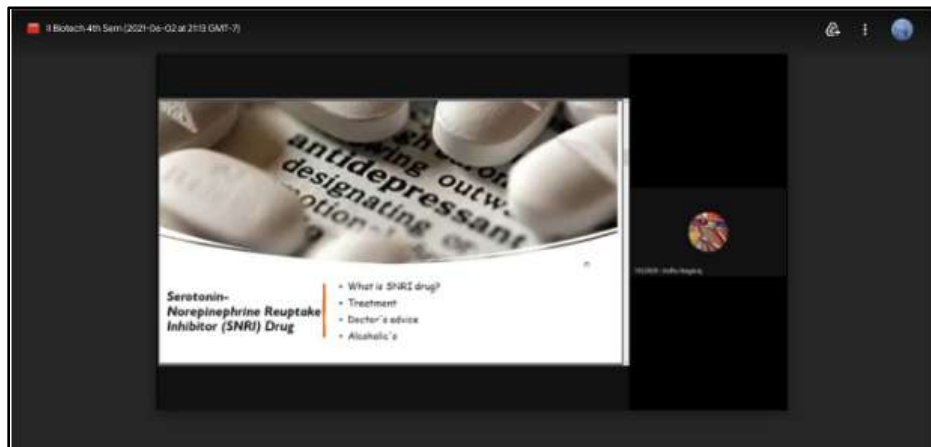 II Biotech 4th Sem (2021-06-02 at 21:13 GMT-7)
antidepressant
designating of
Serotonin-
Norepinephrine Reuptake
Inhibitor (SNRI) Drug
• What is SNRI drug?
• Treatment
• Doctor's advice
• Alcoholic's